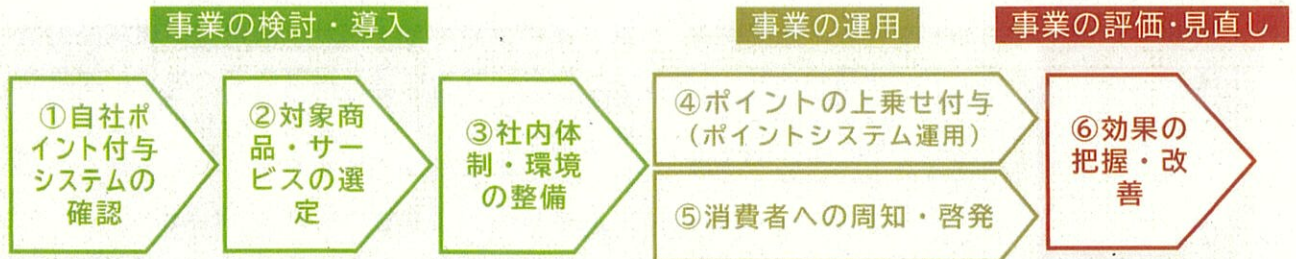 事業の検討・導入
事業の運用
事業の評価・見直し
①自社ポ
イント付与
システムの
確認
②対象商
品・サー
ビスの選
定
③社内体
制・環境
の整備
④ポイントの上乗せ付与
（ポイントシステム運用）
⑤消費者への周知・啓発
⑥効果の
把握・改
善